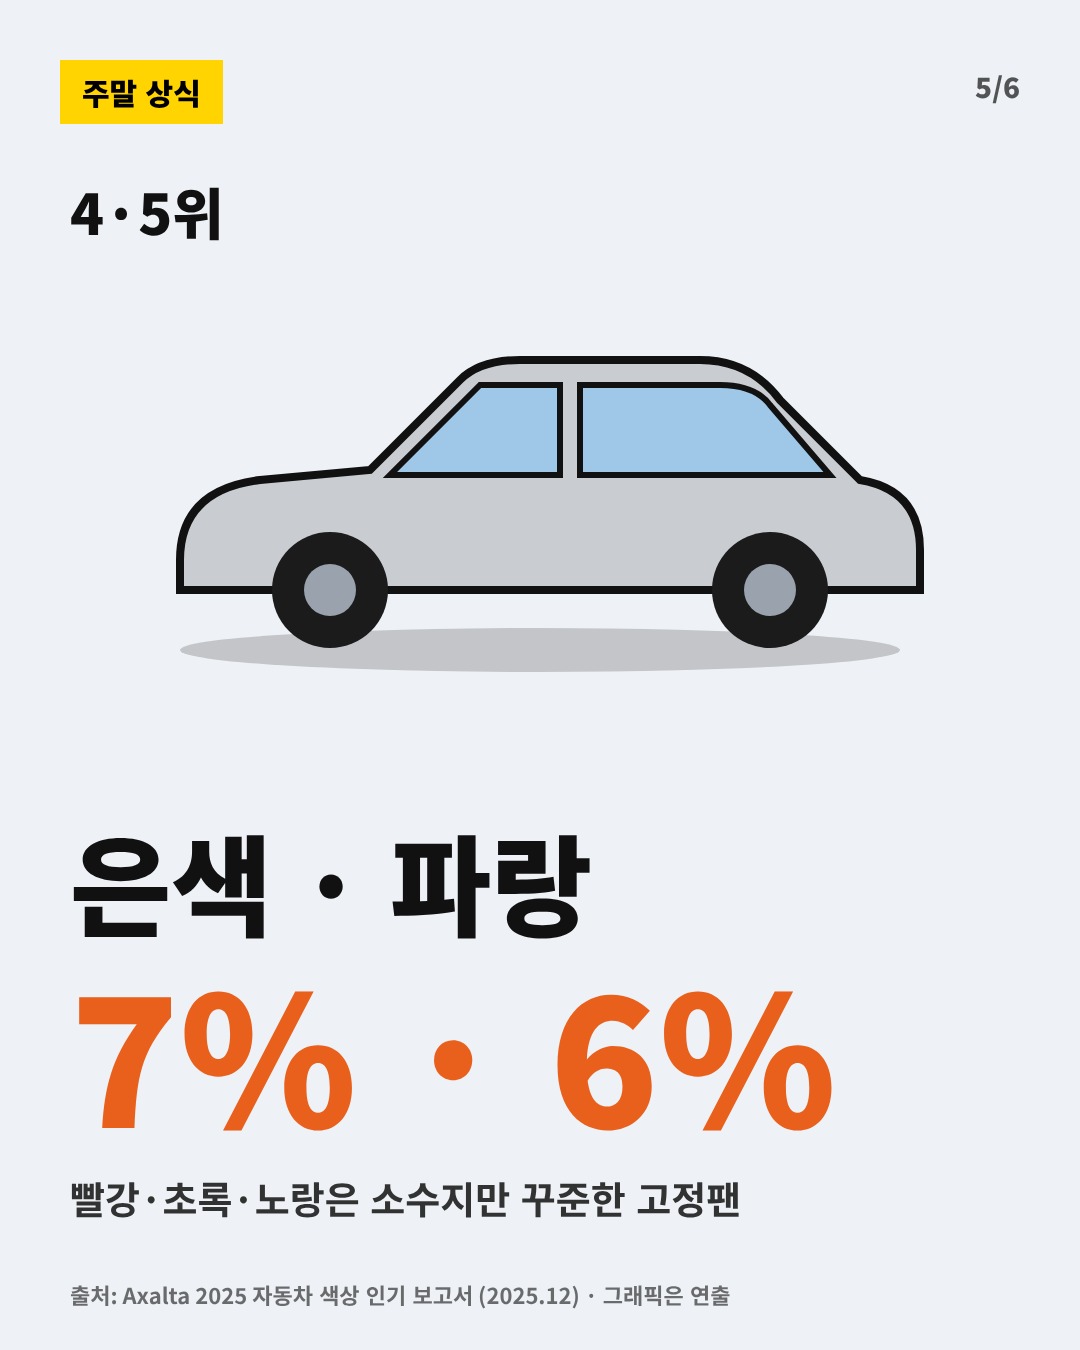 주말 상식
5/6
4·5위
은색 · 파랑
7% · 6%
빨강·초록·노랑은 소수지만 꾸준한 고정팬
출처: Axalta 2025 자동차 색상 인기 보고서 (2025.12) · 그래픽은 연출